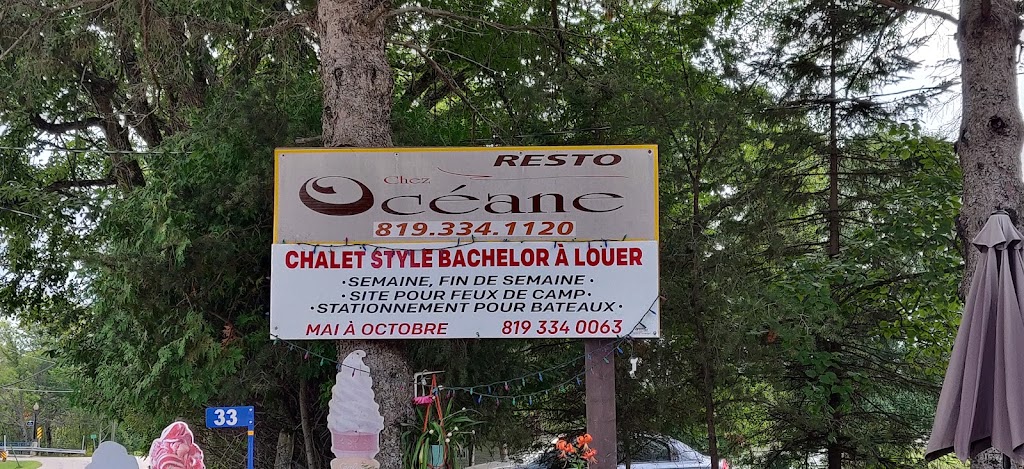 RESTO
Chez
Océane
819.334.1120
CHALET STYLE BACHELOR À LOUER
•SEMAINE, FIN DE SEMAINE•
•SITE POUR FEUX DE CAMP•
•STATIONNEMENT POUR BATEAUX•
MAI À OCTOBRE 819 334 0063
33